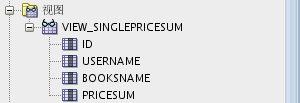 视图
VIEW_SINGLEPRICESUM
ID
USERNAME
BOOKSNAME
PRICESUM